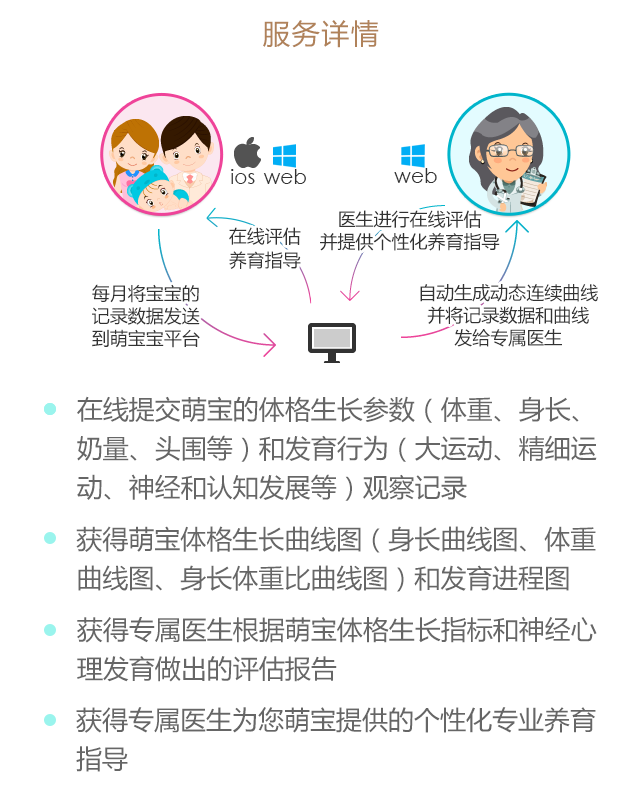 服务详情
ios web
web
在线评估
养育指导
医生进行在线评估
并提供个性化养育指导
每月将宝宝的
记录数据发送
到萌宝宝平台
自动生成动态连续曲线
并将记录数据和曲线
发给专属医生
在线提交萌宝的体格生长参数（体重、身长、
奶量、头围等）和发育行为（大运动、精细运
动、神经和认知发展等）观察记录
获得萌宝体格生长曲线图（身长曲线图、体重
曲线图、身长体重比曲线图）和发育进程图
获得专属医生根据萌宝体格生长指标和神经心
理发育做出的评估报告
获得专属医生为您萌宝提供的个性化专业养育
指导